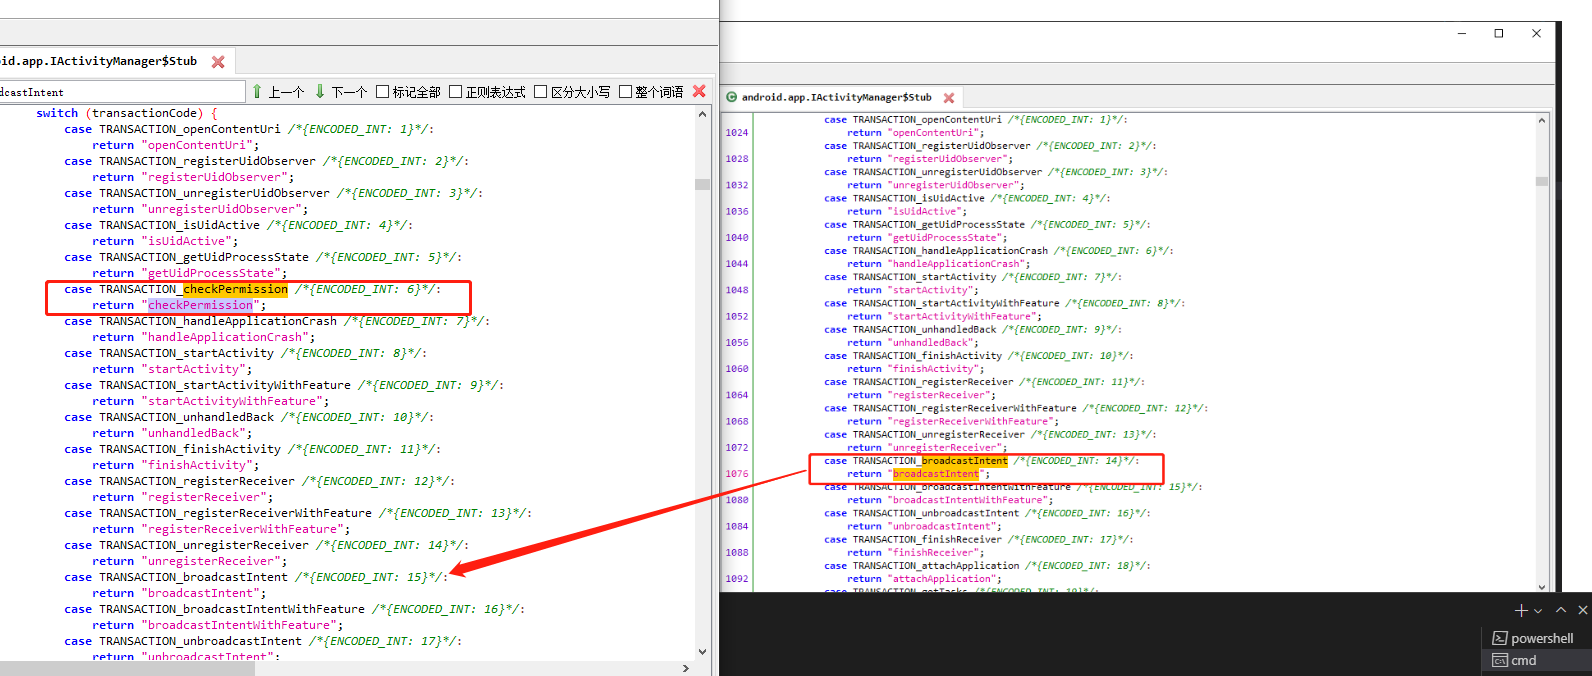 id.app.IActivityManager$Stub
dcastIntent
上一个 下一个 标记全部 正则表达式 区分大小写 整个词语
switch (transactionCode) {
case TRANSACTION_openContentUri /*{ENCODED_INT: 1}*/:
return "openContentUri";
case TRANSACTION_registerUidObserver /*{ENCODED_INT: 2}*/:
return "registerUidObserver";
case TRANSACTION_unregisterUidObserver /*{ENCODED_INT: 3}*/:
return "unregisterUidObserver";
case TRANSACTION_isUidActive /*{ENCODED_INT: 4}*/:
return "isUidActive";
case TRANSACTION_getUidProcessState /*{ENCODED_INT: 5}*/:
return "getUidProcessState";
case TRANSACTION_checkPermission /*{ENCODED_INT: 6}*/:
return "checkPermission";
case TRANSACTION_handleApplicationCrash /*{ENCODED_INT: 7}*/:
return "handleApplicationCrash";
case TRANSACTION_startActivity /*{ENCODED_INT: 8}*/:
return "startActivity";
case TRANSACTION_startActivityWithFeature /*{ENCODED_INT: 9}*/:
return "startActivityWithFeature";
case TRANSACTION_unhandledBack /*{ENCODED_INT: 10}*/:
return "unhandledBack";
case TRANSACTION_finishActivity /*{ENCODED_INT: 11}*/:
return "finishActivity";
case TRANSACTION_registerReceiver /*{ENCODED_INT: 12}*/:
return "registerReceiver";
case TRANSACTION_registerReceiverWithFeature /*{ENCODED_INT: 13}*/:
return "registerReceiverWithFeature";
case TRANSACTION_unregisterReceiver /*{ENCODED_INT: 14}*/:
return "unregisterReceiver";
case TRANSACTION_broadcastIntent /*{ENCODED_INT: 15}*/:
return "broadcastIntent";
case TRANSACTION_broadcastIntentWithFeature /*{ENCODED_INT: 16}*/:
return "broadcastIntentWithFeature";
case TRANSACTION_unbroadcastIntent /*{ENCODED_INT: 17}*/:
return "unbroadcastIntent";
android.app.IActivityManager$Stub
case TRANSACTION_openContentUri /*{ENCODED_INT: 1}*/:
1024 return "openContentUri";
case TRANSACTION_registerUidObserver /*{ENCODED_INT: 2}*/:
1028 return "registerUidObserver";
case TRANSACTION_unregisterUidObserver /*{ENCODED_INT: 3}*/:
1032 return "unregisterUidObserver";
case TRANSACTION_isUidActive /*{ENCODED_INT: 4}*/:
1036 return "isUidActive";
case TRANSACTION_getUidProcessState /*{ENCODED_INT: 5}*/:
1040 return "getUidProcessState";
case TRANSACTION_handleApplicationCrash /*{ENCODED_INT: 6}*/:
1044 return "handleApplicationCrash";
case TRANSACTION_startActivity /*{ENCODED_INT: 7}*/:
1048 return "startActivity";
case TRANSACTION_startActivityWithFeature /*{ENCODED_INT: 8}*/:
1052 return "startActivityWithFeature";
case TRANSACTION_unhandledBack /*{ENCODED_INT: 9}*/:
1056 return "unhandledBack";
case TRANSACTION_finishActivity /*{ENCODED_INT: 10}*/:
1060 return "finishActivity";
case TRANSACTION_registerReceiver /*{ENCODED_INT: 11}*/:
1064 return "registerReceiver";
case TRANSACTION_registerReceiverWithFeature /*{ENCODED_INT: 12}*/:
1068 return "registerReceiverWithFeature";
case TRANSACTION_unregisterReceiver /*{ENCODED_INT: 13}*/:
1072 return "unregisterReceiver";
case TRANSACTION_broadcastIntent /*{ENCODED_INT: 14}*/:
1076 return "broadcastIntent";
case TRANSACTION_broadcastIntentWithFeature /*{ENCODED_INT: 15}*/:
1080 return "broadcastIntentWithFeature";
case TRANSACTION_unbroadcastIntent /*{ENCODED_INT: 16}*/:
1084 return "unbroadcastIntent";
case TRANSACTION_finishReceiver /*{ENCODED_INT: 17}*/:
1088 return "finishReceiver";
case TRANSACTION_attachApplication /*{ENCODED_INT: 18}*/:
1092 return "attachApplication";
case TRANSACTION_getTasks /*{ENCODED_INT: 19}*/:
powershell
cmd